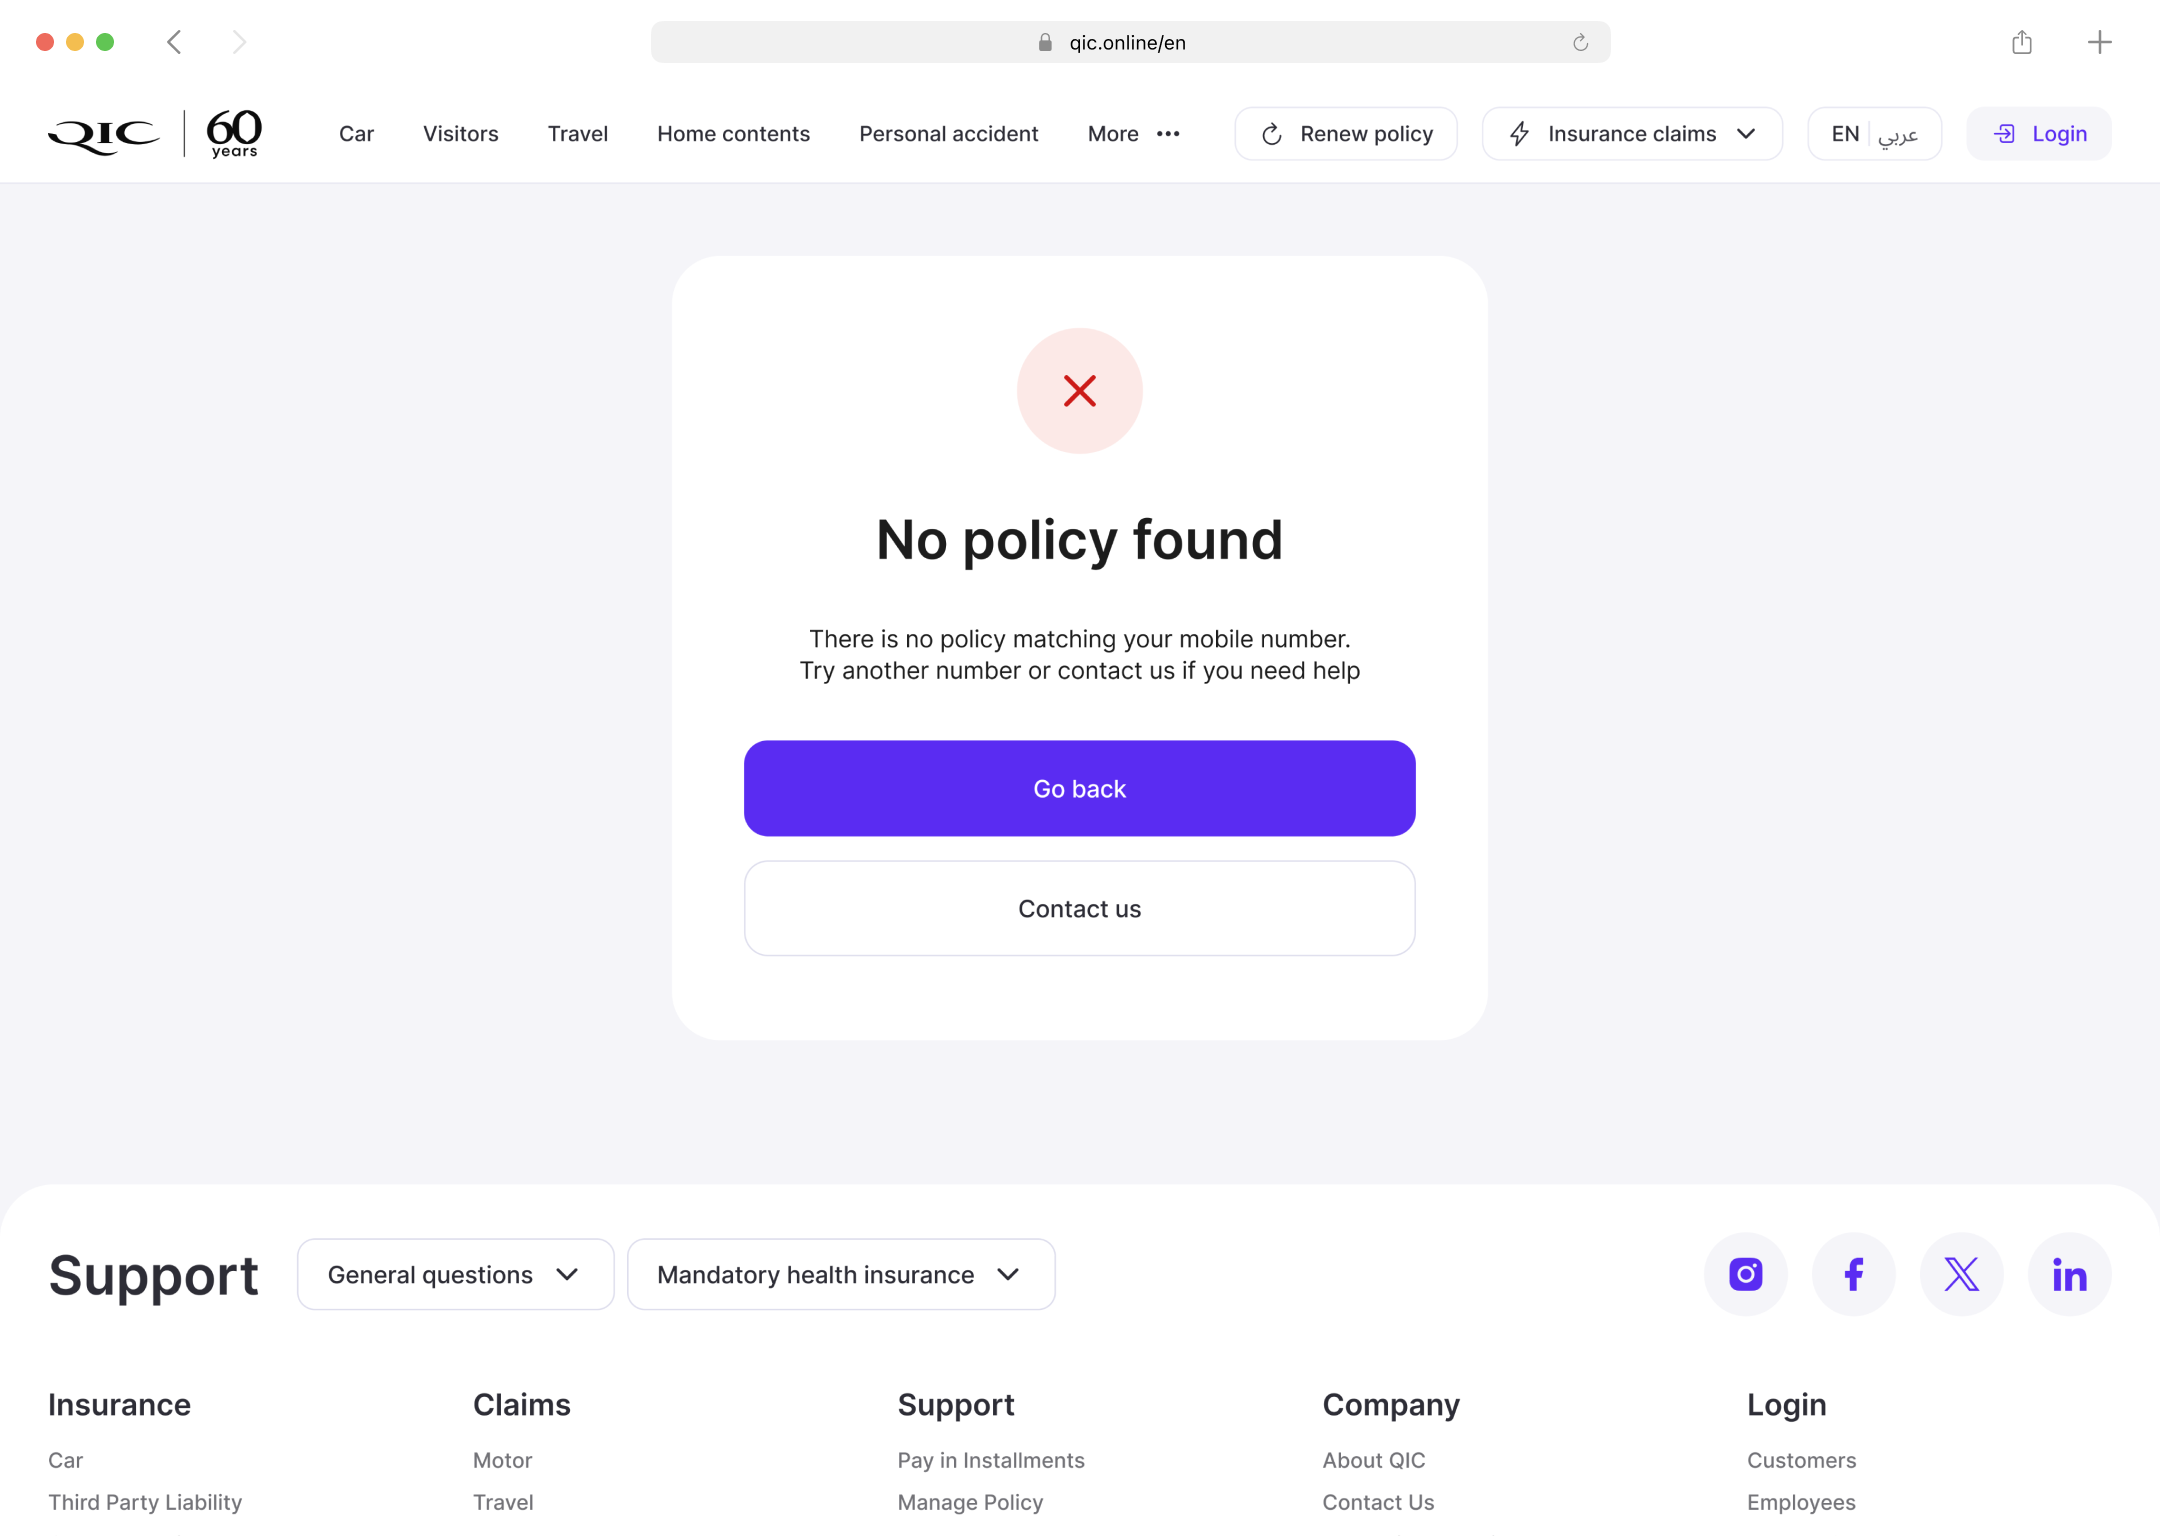 qic.online/en
QIC
60
years
Car
Visitors
Travel
Home contents
Personal accident
More
Renew policy
Insurance claims
EN
عربي
Login
No policy found
There is no policy matching your mobile number.
Try another number or contact us if you need help
Go back
Contact us
Support
General questions
Mandatory health insurance
Insurance
Car
Third Party Liability
Claims
Motor
Travel
Support
Pay in Installments
Manage Policy
Company
About QIC
Contact Us
Login
Customers
Employees